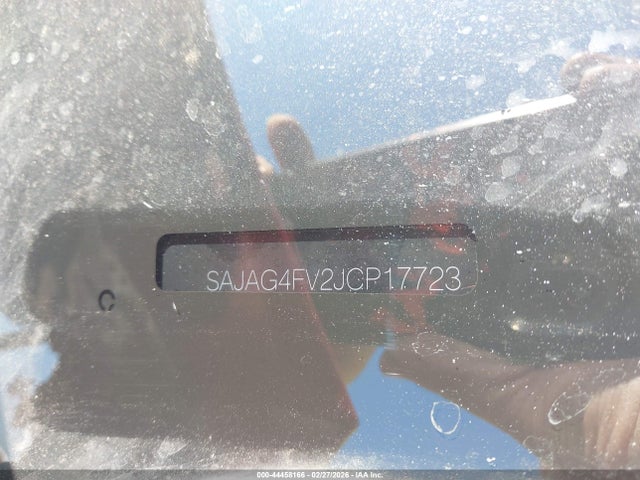 SAJAG4FV2JCP17723
000-44458166 - 02/27/2026 - IAA Inc.